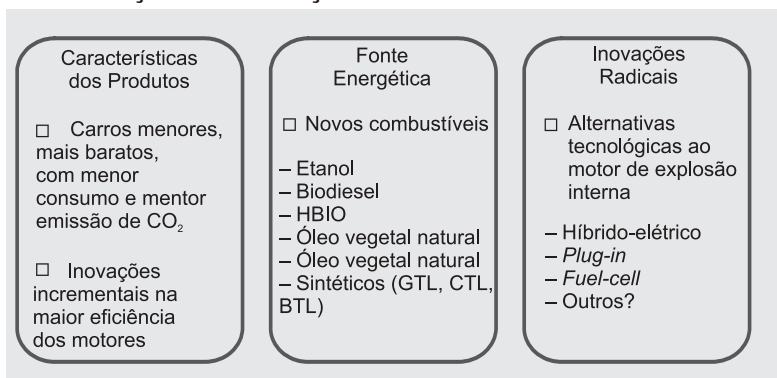 Características
dos Produtos
□ Carros menores,
mais baratos,
com menor
consumo e mentor
emissão de CO₂
□ Inovações
incrementais na
maior eficiência
dos motores
Fonte
Energética
□ Novos combustíveis
– Etanol
– Biodiesel
– HBIO
– Óleo vegetal natural
– Óleo vegetal natural
– Sintéticos (GTL, CTL,
BTL)
Inovações
Radicais
□ Alternativas
tecnológicas ao
motor de explosão
interna
– Híbrido-elétrico
– Plug-in
– Fuel-cell
– Outros?